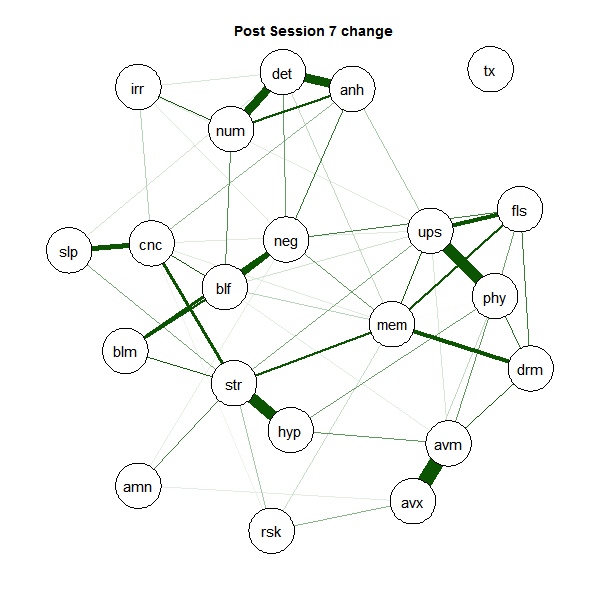 Post Session 7 change
tx
det
irr
anh
num
fls
ups
neg
cnc
slp
blf
phy
mem
blm
drm
str
hyp
avm
amn
avx
rsk